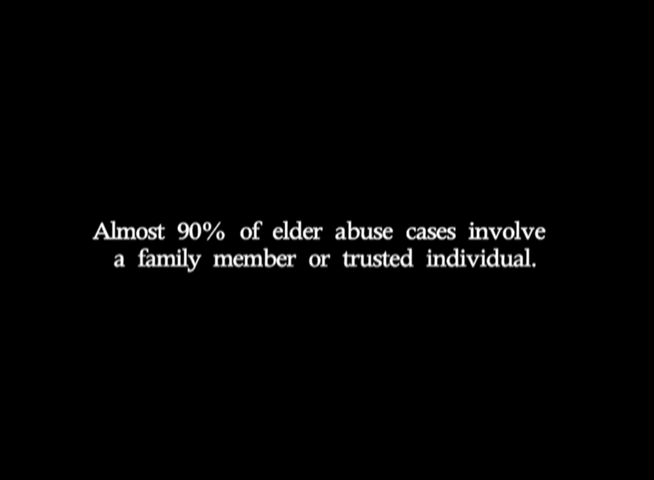 Almost 90% of elder abuse cases involve
a family member or trusted individual.